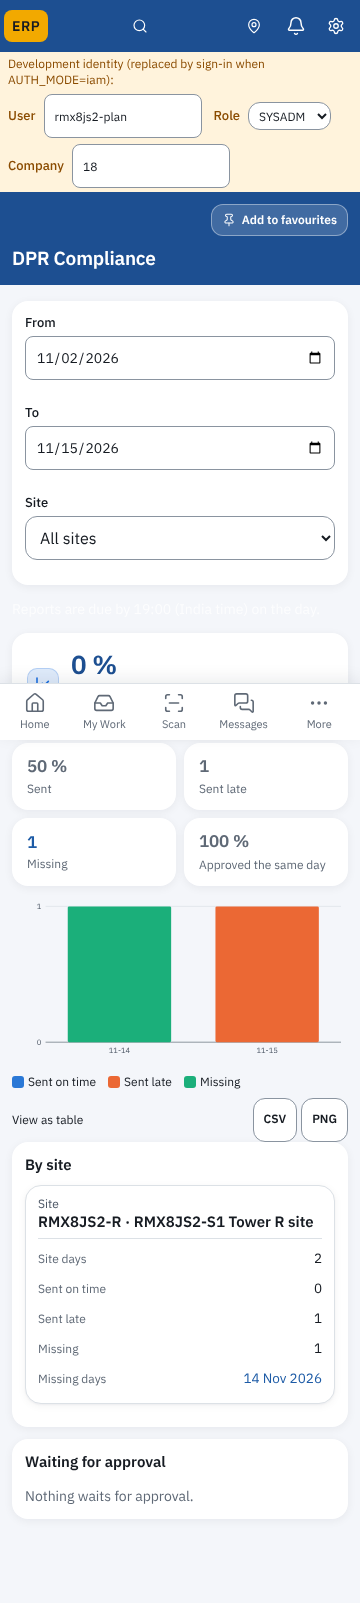 ERP
Development identity (replaced by sign-in when
AUTH_MODE=iam):
User
rmx8js2-plan
Role
SYSADM
Company
18
Add to favourites
DPR Compliance
From
11/02/2026
To
11/15/2026
Site
All sites
Reports are due by 19:00 (India time) on the day.
0 %
Home
My Work
Scan
Messages
More
50 %
Sent
1
Sent late
1
Missing
100 %
Approved the same day
1
0
11-14
11-15
Sent on time
Sent late
Missing
View as table
CSV
PNG
By site
Site
RMX8JS2-R · RMX8JS2-S1 Tower R site
Site days
2
Sent on time
0
Sent late
1
Missing
1
Missing days
14 Nov 2026
Waiting for approval
Nothing waits for approval.